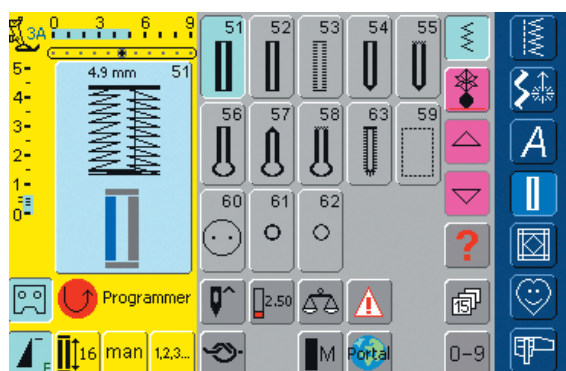 3A
0 3 6 9
51 52 53 54 55
5-
4-
3-
2-
1-
0-
4.9 mm 51
56 57 58 63 59
60 61 62
?
A
Programmer
2.50
15
F
16
man
1,2,3...
M
Portal
0-9